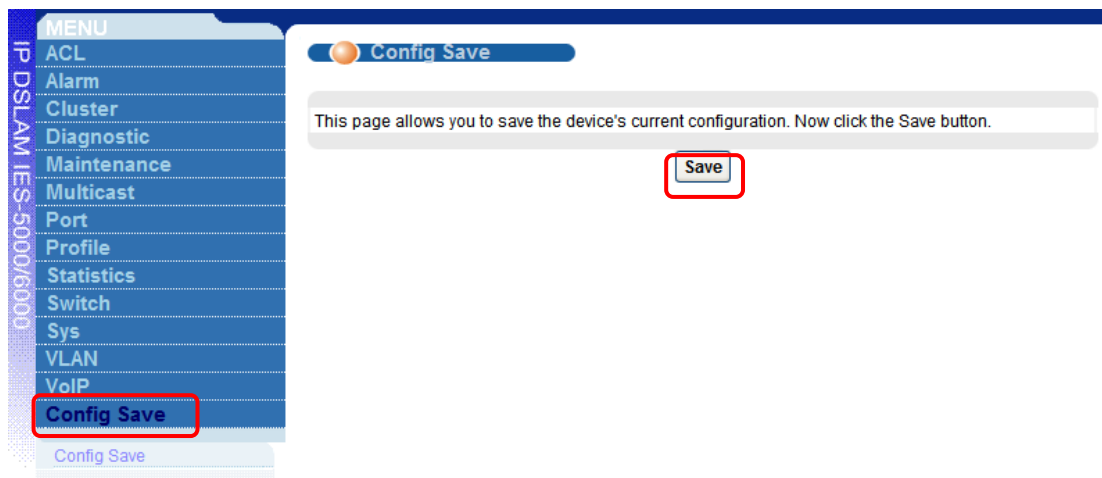 IP DSLAM IES-5000/6000
MENU
ACL
Alarm
Cluster
Diagnostic
Maintenance
Multicast
Port
Profile
Statistics
Switch
Sys
VLAN
VoIP
Config Save
Config Save
Config Save
This page allows you to save the device's current configuration. Now click the Save button.
Save